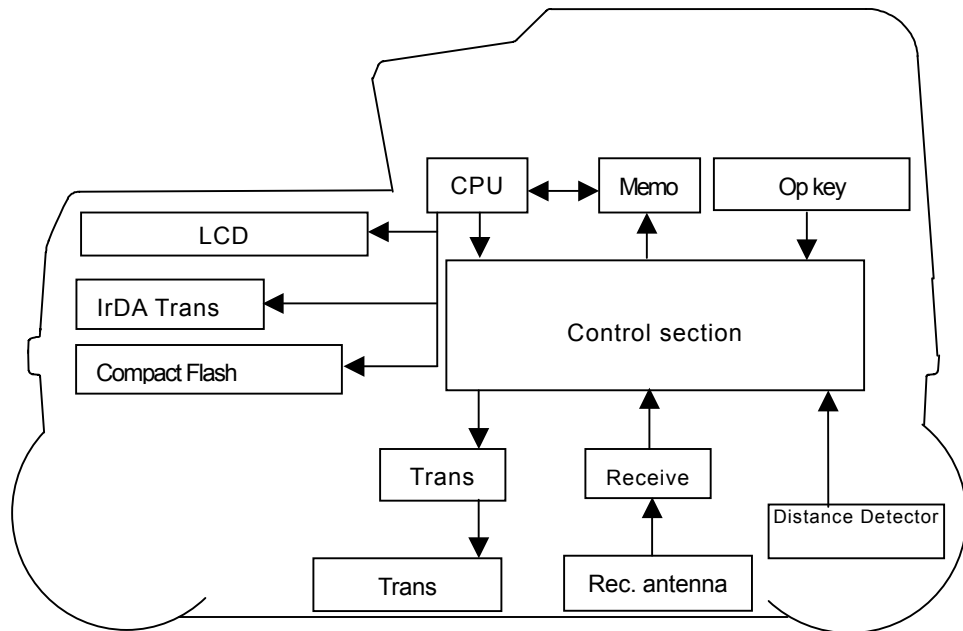 CPU
Memo
Op key
LCD
IrDA Trans
Control section
Compact Flash
Trans
Receive
Distance Detector
Trans
Rec. antenna